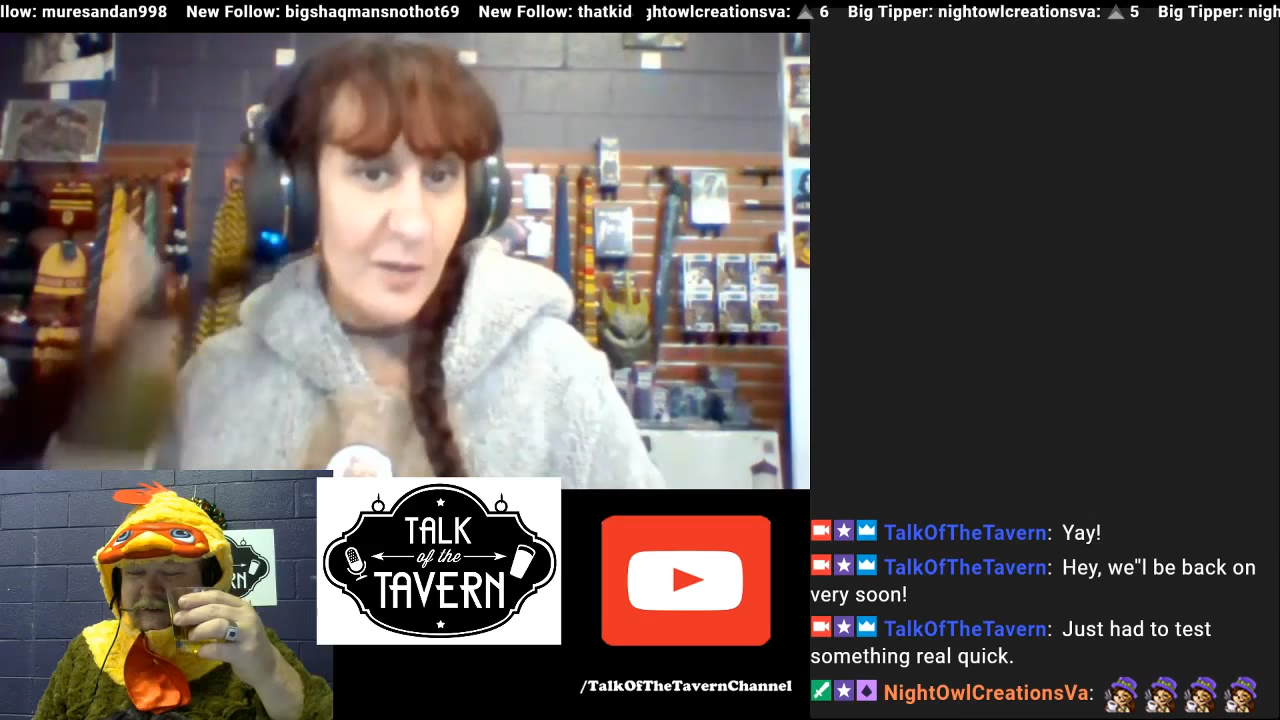 llow: muresandan998 New Follow: bigshaqmansnothot69 New Follow: thatkid ghtowlcreationsva: 6 Big Tipper: nightowlcreationsva: 5 Big Tipper: nigh
TALK
of the
TAVERN
/TalkOfTheTavernChannel
TalkOfTheTavern: Yay!
TalkOfTheTavern: Hey, we"l be back on
very soon!
TalkOfTheTavern: Just had to test
something real quick.
NightOwlCreationsVa: